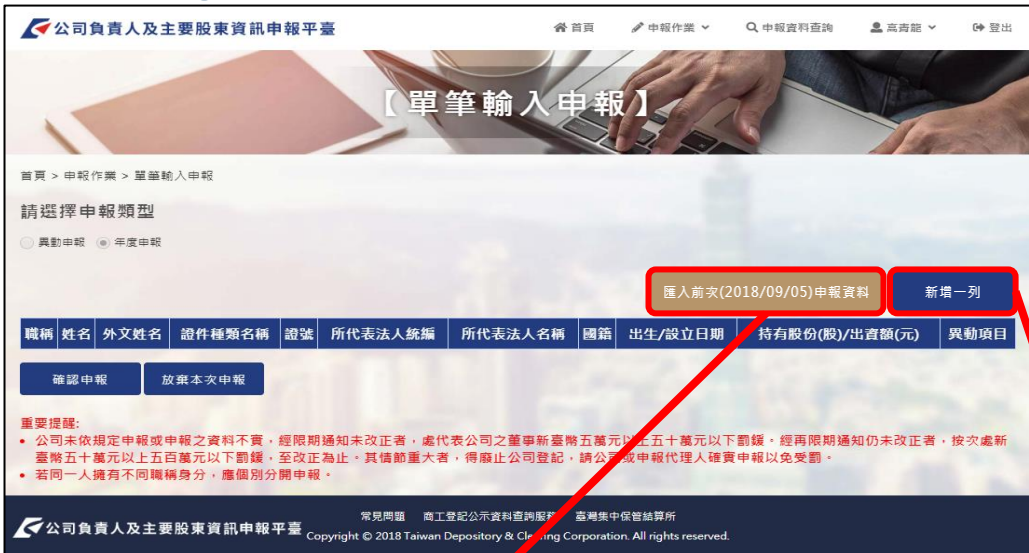 公司負責人及主要股東資訊申報平臺
首頁 申報作業 申報資料查詢 高青龍 登出
【單筆輸入申報】
首頁 > 申報作業 > 單筆輸入申報
請選擇申報類型
異動申報 年度申報
匯入前次(2018/09/05)申報資料 新增一列
職稱 姓名 外文姓名 證件種類名稱 證號 所代表法人統編 所代表法人名稱 國籍 出生/設立日期 持有股份(股)/出資額(元) 異動項目
確認申報 放棄本次申報
重要提醒:
• 公司未依規定申報或申報之資料不實，經限期通知未改正者，處代表公司之董事新臺幣五萬元以上五十萬元以下罰鍰。經再限期通知仍未改正者，按次處新
臺幣五十萬元以上五百萬元以下罰鍰，至改正為止。其情節重大者，得廢止公司登記，請公司或申報代理人確實申報以免受罰。
• 若同一人擁有不同職稱身分，應個別分開申報。
常見問題 商工登記公示資料查詢服務 臺灣集中保管結算所
公司負責人及主要股東資訊申報平臺 Copyright © 2018 Taiwan Depository & Clearing Corporation. All rights reserved.